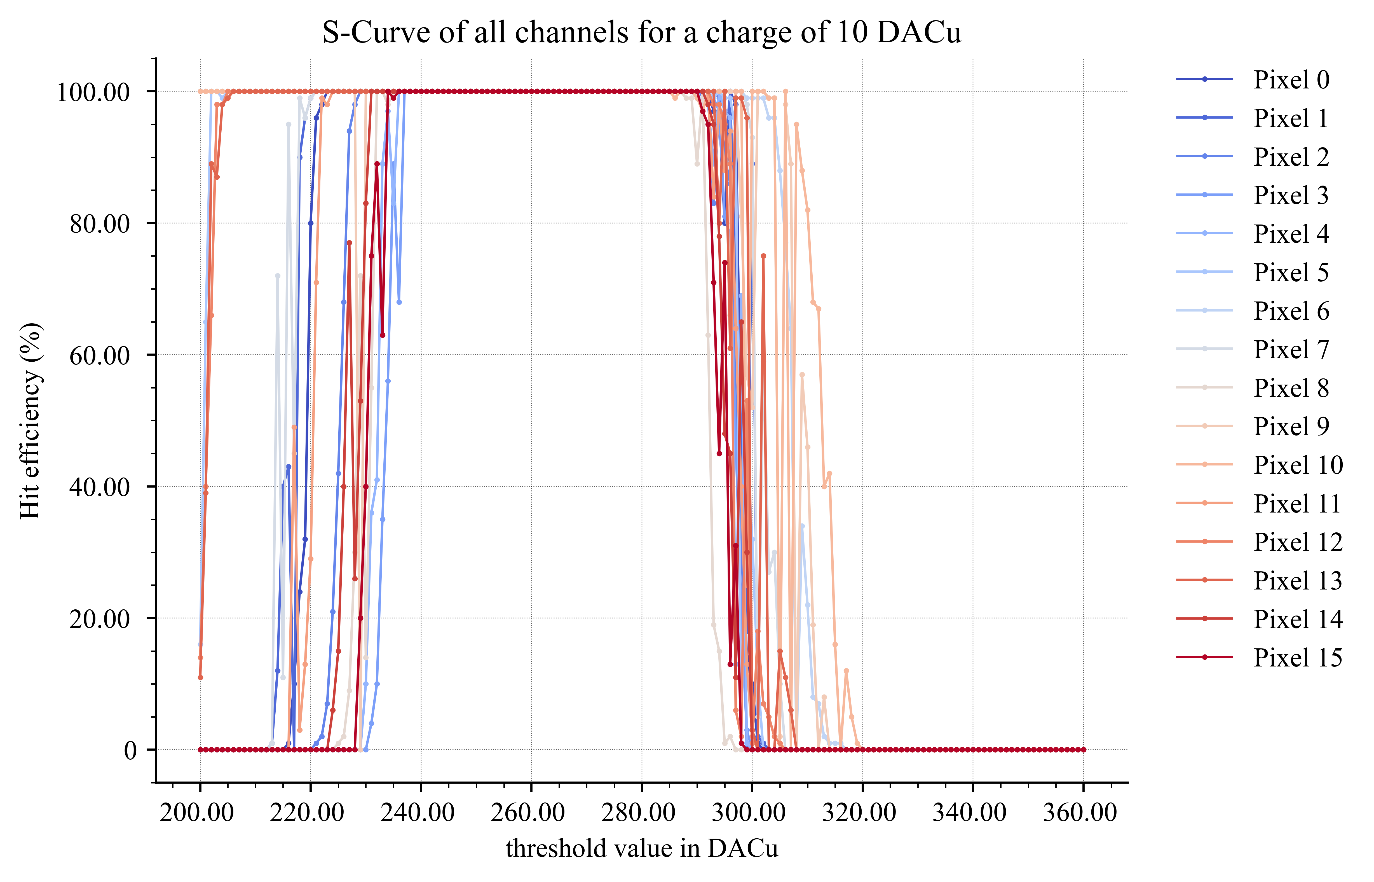 S-Curve of all channels for a charge of 10 DACu
Hit efficiency (%)
100.00
80.00
60.00
40.00
20.00
0
200.00 220.00 240.00 260.00 280.00 300.00 320.00 340.00 360.00
threshold value in DACu
Pixel 0
Pixel 1
Pixel 2
Pixel 3
Pixel 4
Pixel 5
Pixel 6
Pixel 7
Pixel 8
Pixel 9
Pixel 10
Pixel 11
Pixel 12
Pixel 13
Pixel 14
Pixel 15